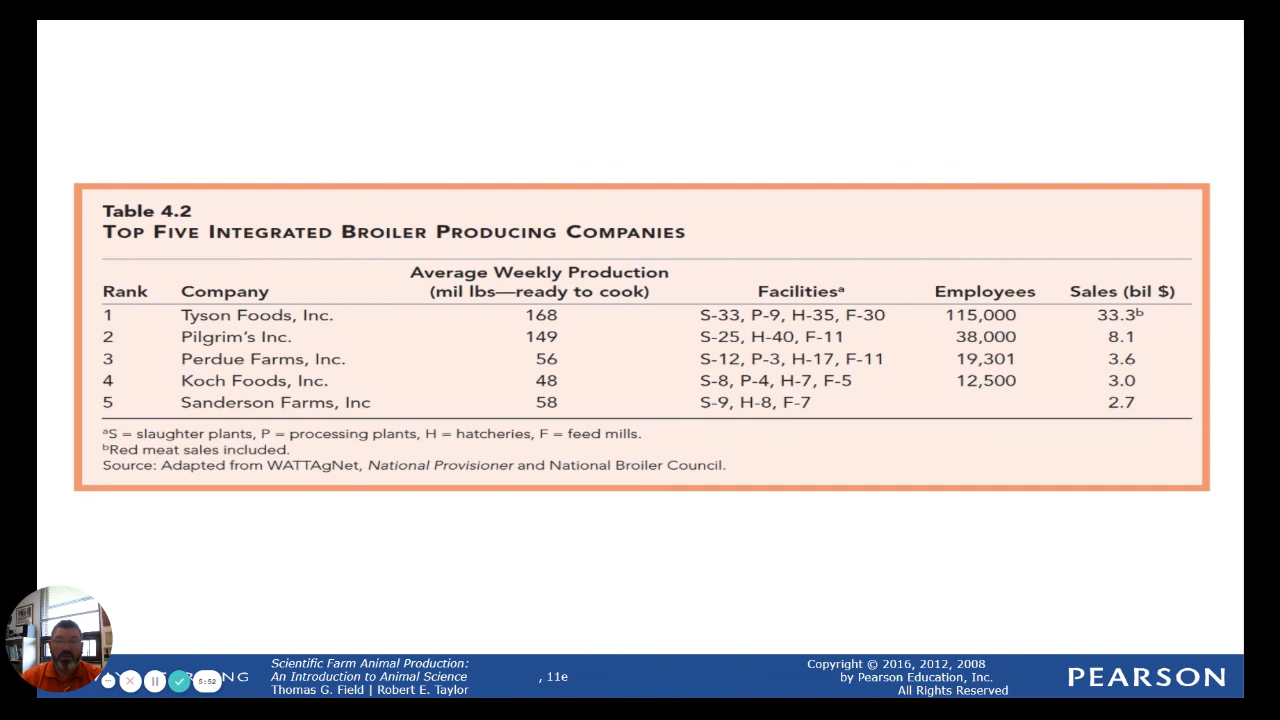 Table 4.2
TOP FIVE INTEGRATED BROILER PRODUCING COMPANIES
Average Weekly Production
Rank Company (mil lbs—ready to cook) Facilitiesᵃ Employees Sales (bil $)
1 Tyson Foods, Inc. 168 S-33, P-9, H-35, F-30 115,000 33.3ᵇ
2 Pilgrim's Inc. 149 S-25, H-40, F-11 38,000 8.1
3 Perdue Farms, Inc. 56 S-12, P-3, H-17, F-11 19,301 3.6
4 Koch Foods, Inc. 48 S-8, P-4, H-7, F-5 12,500 3.0
5 Sanderson Farms, Inc 58 S-9, H-8, F-7 2.7
ᵃS = slaughter plants, P = processing plants, H = hatcheries, F = feed mills.
ᵇRed meat sales included.
Source: Adapted from WATTAgNet, National Provisioner and National Broiler Council.
5:52
Scientific Farm Animal Production:
An Introduction to Animal Science
Thomas G. Field | Robert E. Taylor
, 11e
Copyright © 2016, 2012, 2008
by Pearson Education, Inc.
All Rights Reserved
PEARSON